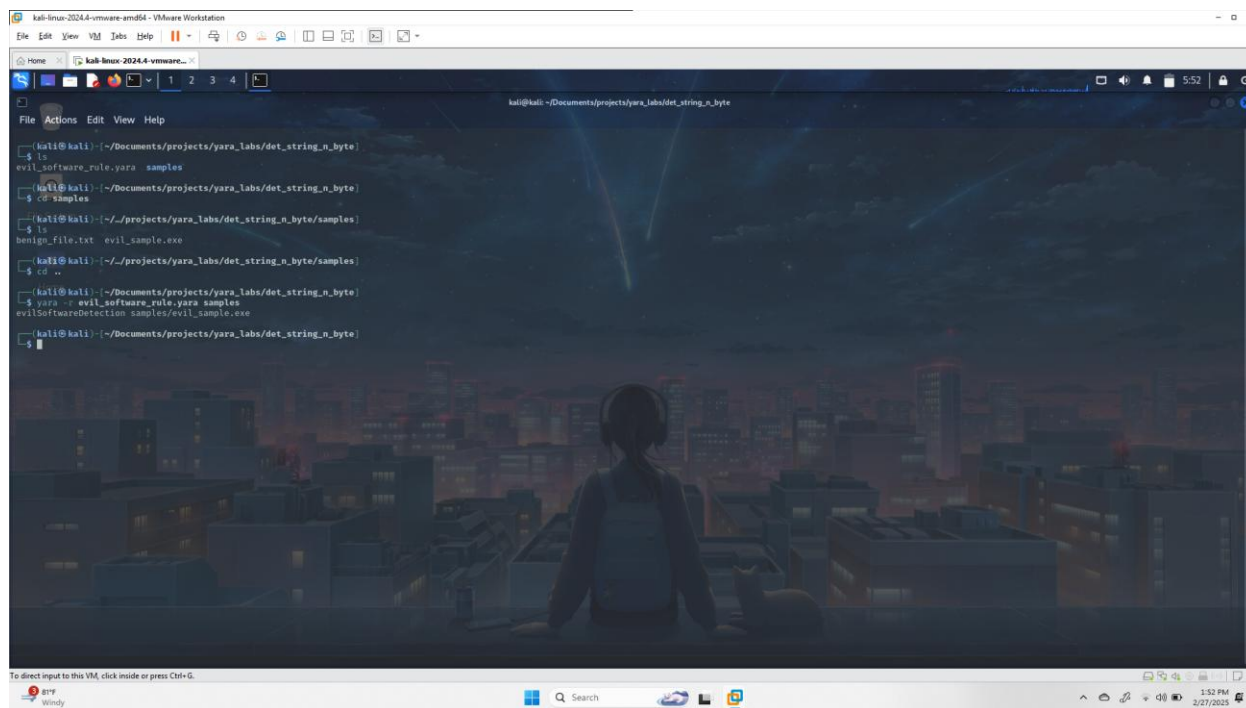 kali-linux-2024.4-vmware-amd64 - VMware Workstation
File Edit View VM Tabs Help
Home kali-linux-2024.4-vmware...
1 2 3 4 5:52
kali@kali: ~/Documents/projects/yara_labs/det_string_n_byte
File Actions Edit View Help
(kali㉿kali)-[~/Documents/projects/yara_labs/det_string_n_byte]
$ ls
evil_software_rule.yara samples
(kali㉿kali)-[~/Documents/projects/yara_labs/det_string_n_byte]
$ cd samples
(kali㉿kali)-[~/…/projects/yara_labs/det_string_n_byte/samples]
$ ls
benign_file.txt evil_sample.exe
(kali㉿kali)-[~/…/projects/yara_labs/det_string_n_byte/samples]
$ cd ..
(kali㉿kali)-[~/Documents/projects/yara_labs/det_string_n_byte]
$ yara -r evil_software_rule.yara samples
evilSoftwareDetection samples/evil_sample.exe
(kali㉿kali)-[~/Documents/projects/yara_labs/det_string_n_byte]
$
To direct input to this VM, click inside or press Ctrl+G.
3 81°F
Windy
Search
1:52 PM
2/27/2025